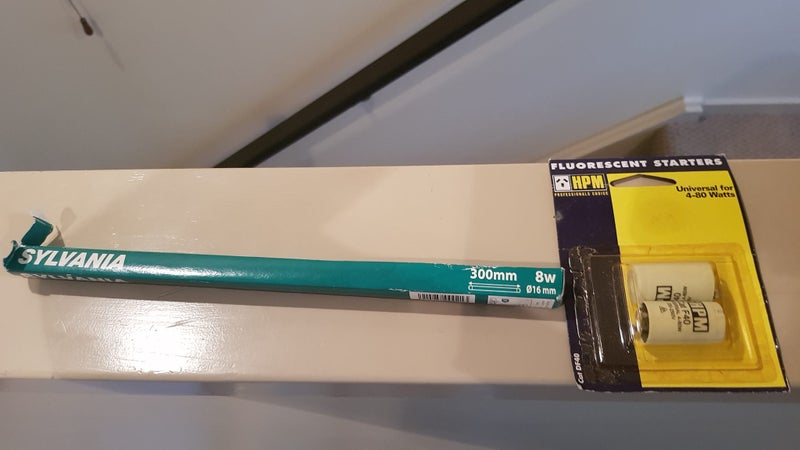 SYLVANIA
SYLVANIA
300mm 8w
Ø16 mm
FLUORESCENT STARTERS
HPM
PROFESSIONALS CHOICE
Universal for
4-80 Watts
HPM
HPM
Cat DF40